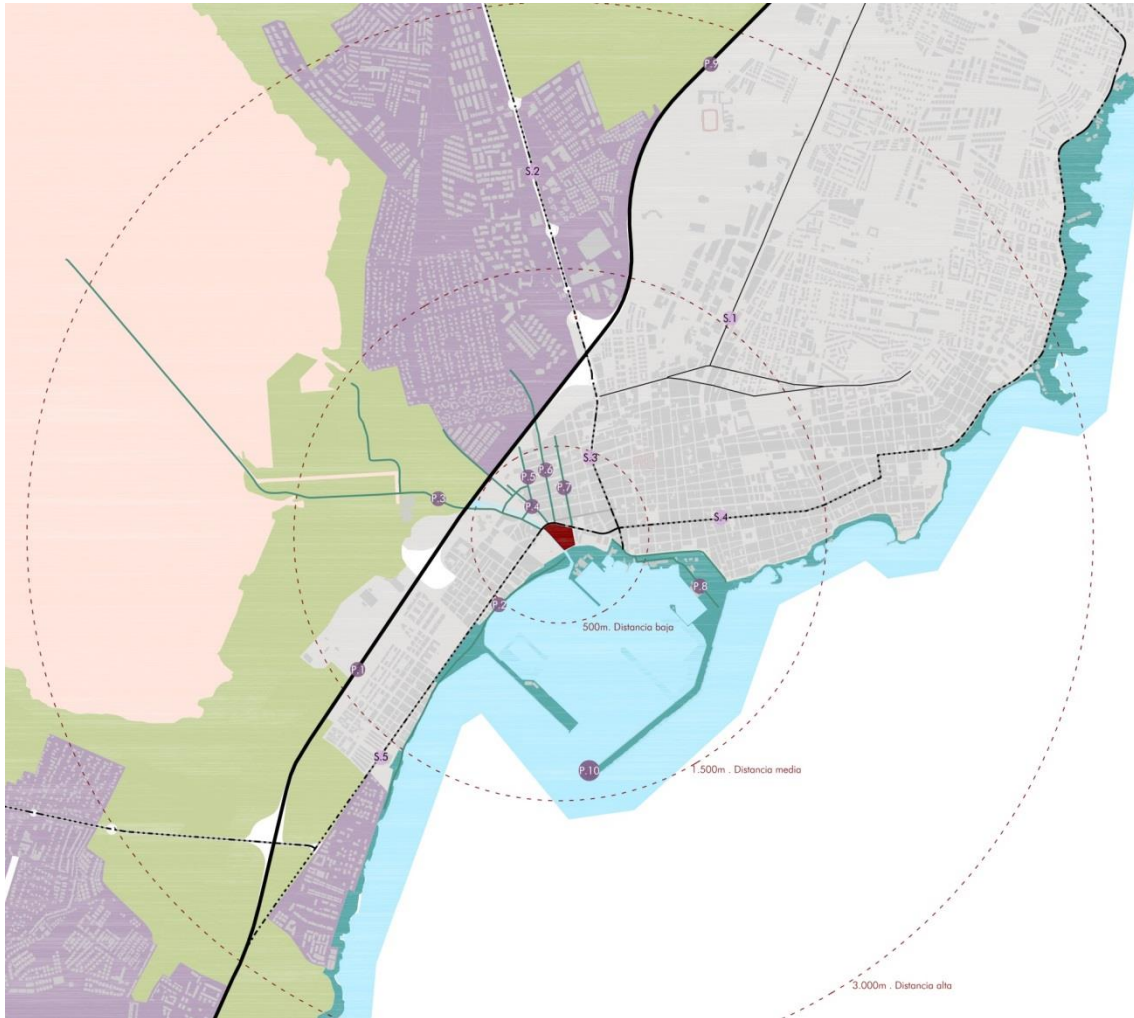 P.9
S.2
S.1
S.3
P.5
P.6
P.7
P.3
P.4
S.4
P.8
P.2
500m. Distancia baja
P.1
S.5
P.10
1.500m . Distancia media
3.000m . Distancia alta